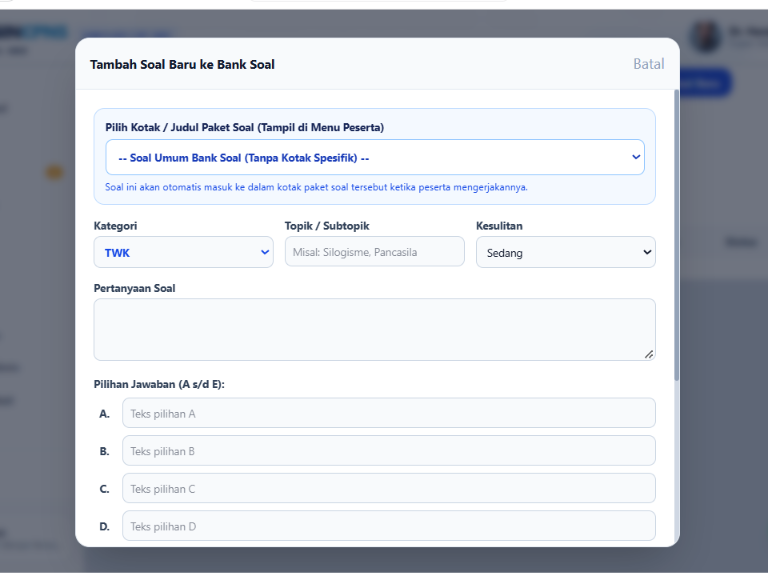 Tambah Soal Baru ke Bank Soal
Batal
Pilih Kotak / Judul Paket Soal (Tampil di Menu Peserta)
-- Soal Umum Bank Soal (Tanpa Kotak Spesifik) --
Soal ini akan otomatis masuk ke dalam kotak paket soal tersebut ketika peserta mengerjakannya.
Kategori
Topik / Subtopik
Kesulitan
TWK
Misal: Silogisme, Pancasila
Sedang
Pertanyaan Soal
Pilihan Jawaban (A s/d E):
A.
Teks pilihan A
B.
Teks pilihan B
C.
Teks pilihan C
D.
Teks pilihan D